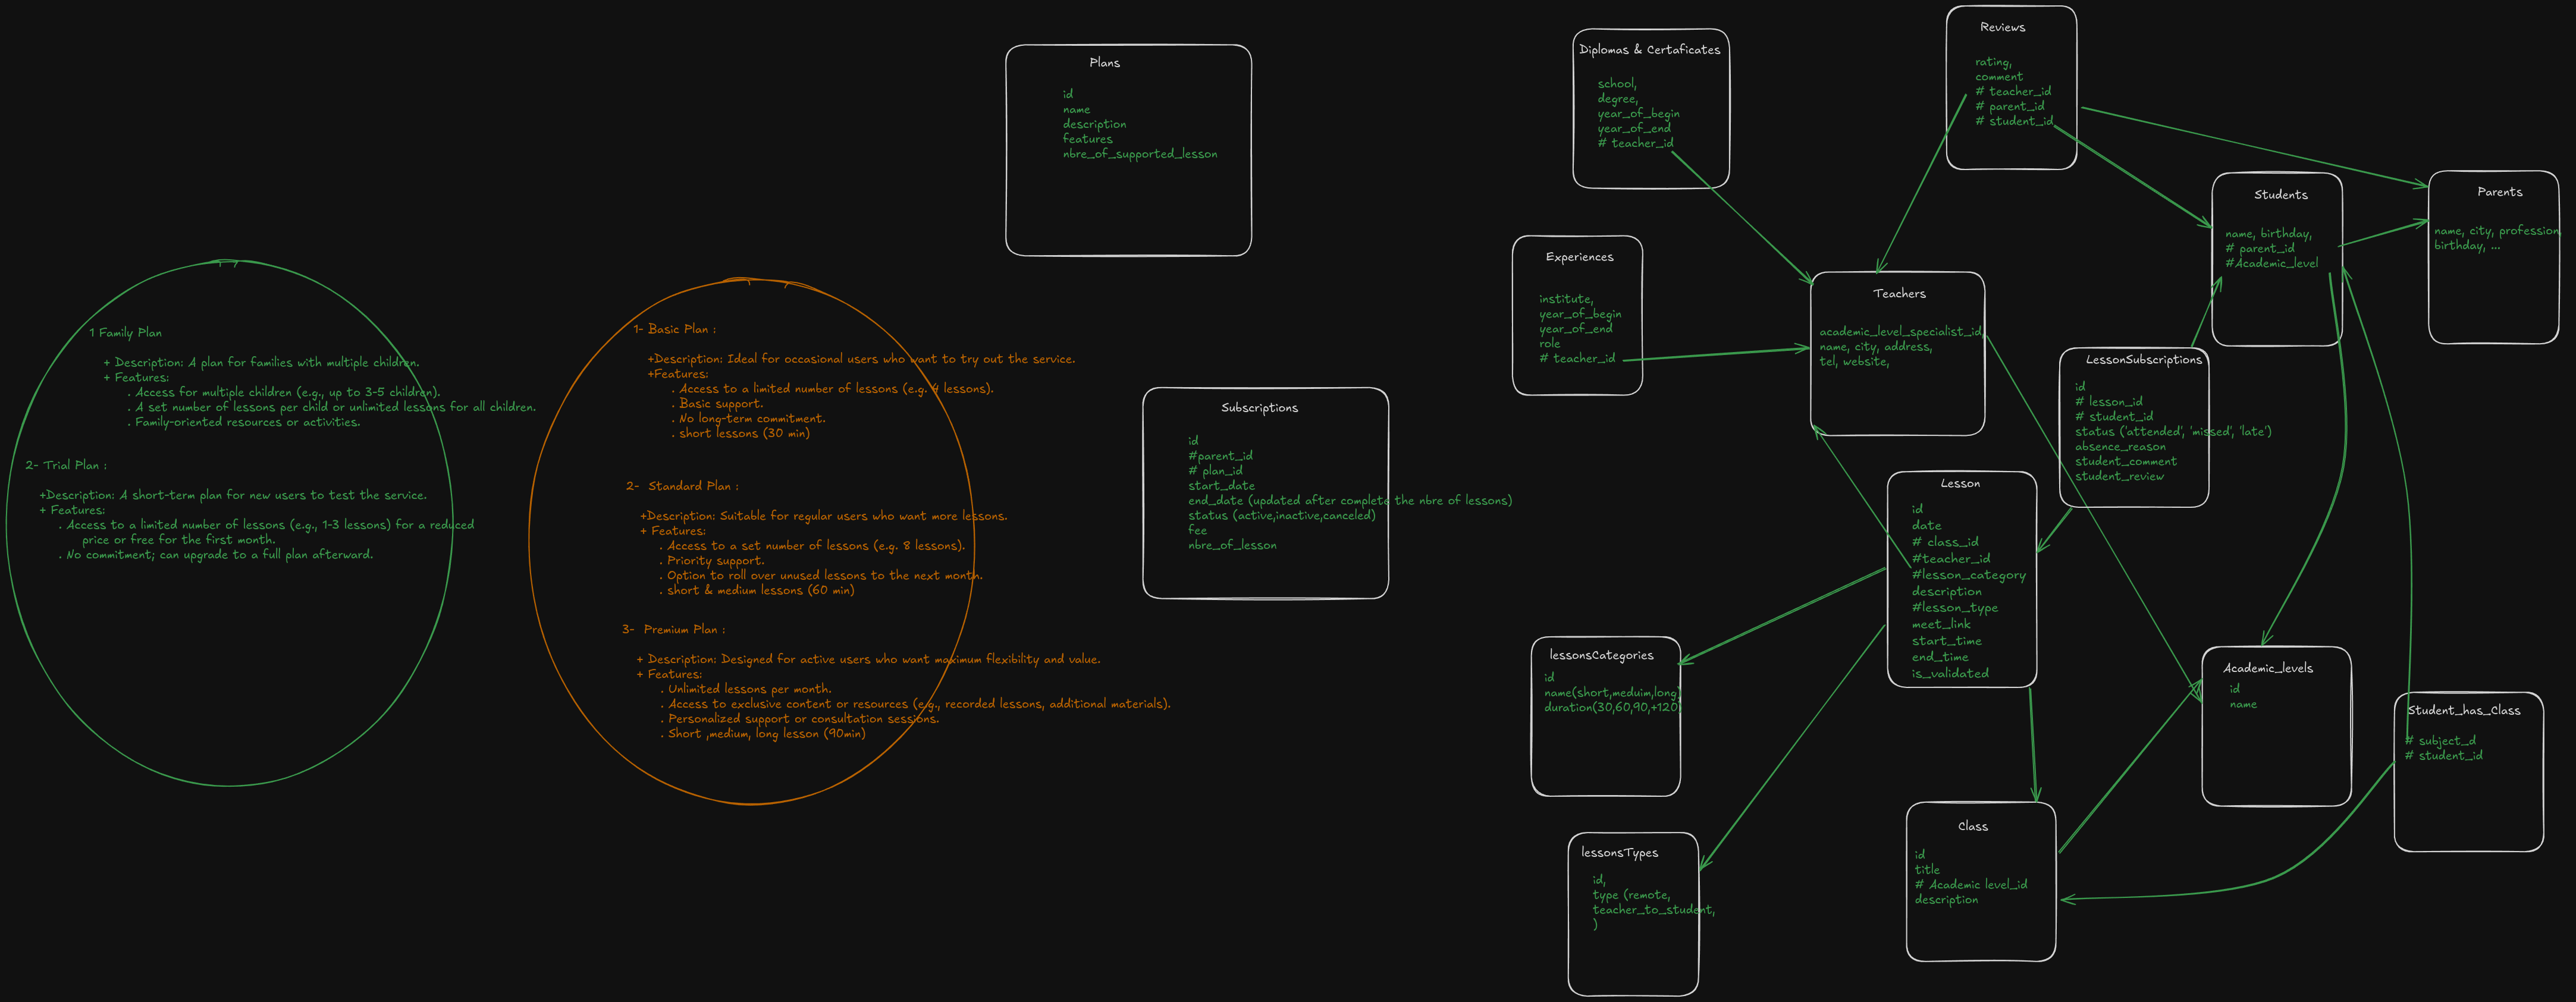 1 Family Plan
+ Description: A plan for families with multiple children.
+ Features:
. Access for multiple children (e.g., up to 3-5 children).
. A set number of lessons per child or unlimited lessons for all children.
. Family-oriented resources or activities.
2- Trial Plan :
+Description: A short-term plan for new users to test the service.
+ Features:
. Access to a limited number of lessons (e.g., 1-3 lessons) for a reduced
price or free for the first month.
. No commitment; can upgrade to a full plan afterward.
1- Basic Plan :
+Description: Ideal for occasional users who want to try out the service.
+Features:
. Access to a limited number of lessons (e.g. 4 lessons).
. Basic support.
. No long-term commitment.
. short lessons (30 min)
2- Standard Plan :
+Description: Suitable for regular users who want more lessons.
+ Features:
. Access to a set number of lessons (e.g. 8 lessons).
. Priority support.
. Option to roll over unused lessons to the next month.
. short & medium lessons (60 min)
3- Premium Plan :
+ Description: Designed for active users who want maximum flexibility and value.
+ Features:
. Unlimited lessons per month.
. Access to exclusive content or resources (e.g., recorded lessons, additional materials).
. Personalized support or consultation sessions.
. Short ,medium, long lesson (90min)
Plans
id
name
description
features
nbre_of_supported_lesson
Subscriptions
id
#parent_id
# plan_id
start_date
end_date (updated after complete the nbre of lessons)
status (active,inactive,canceled)
fee
nbre_of_lesson
Diplomas & Certaficates
school,
degree,
year_of_begin
year_of_end
# teacher_id
Experiences
institute,
year_of_begin
year_of_end
role
# teacher_id
Reviews
rating,
comment
# teacher_id
# parent_id
# student_id
Teachers
academic_level_specialist_id,
name, city, address,
tel, website,
Students
name, birthday,
# parent_id
#Academic_level
Parents
name, city, profession,
birthday, ...
LessonSubscriptions
id
# lesson_id
# student_id
status ('attended', 'missed', 'late')
absence_reason
student_comment
student_review
Lesson
id
date
# class_id
#teacher_id
#lesson_category
description
#lesson_type
meet_link
start_time
end_time
is_validated
lessonsCategories
id
name(short,meduim,long)
duration(30,60,90,+120)
lessonsTypes
id,
type (remote,
teacher_to_student,
)
Class
id
title
# Academic level_id
description
Academic_levels
id
name
Student_has_Class
# subject_d
# student_id